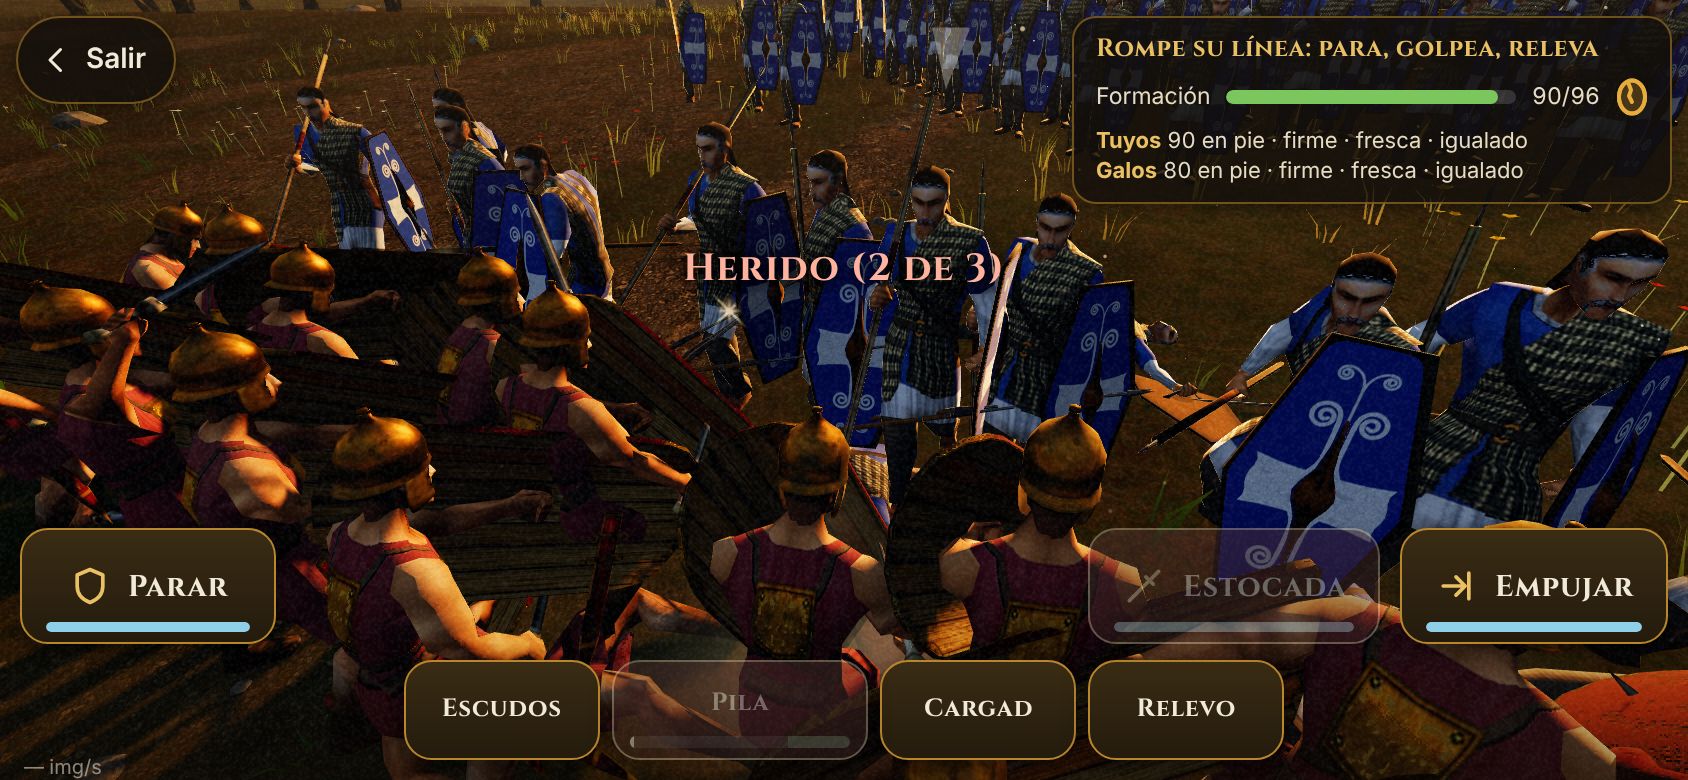 Salir
Rompe su línea: para, golpea, releva
Formación 90/96
Tuyos 90 en pie · firme · fresca · igualado
Galos 80 en pie · firme · fresca · igualado
Herido (2 de 3)
Parar
Estocada
Empujar
Escudos
Pila
Cargad
Relevo
— img/s